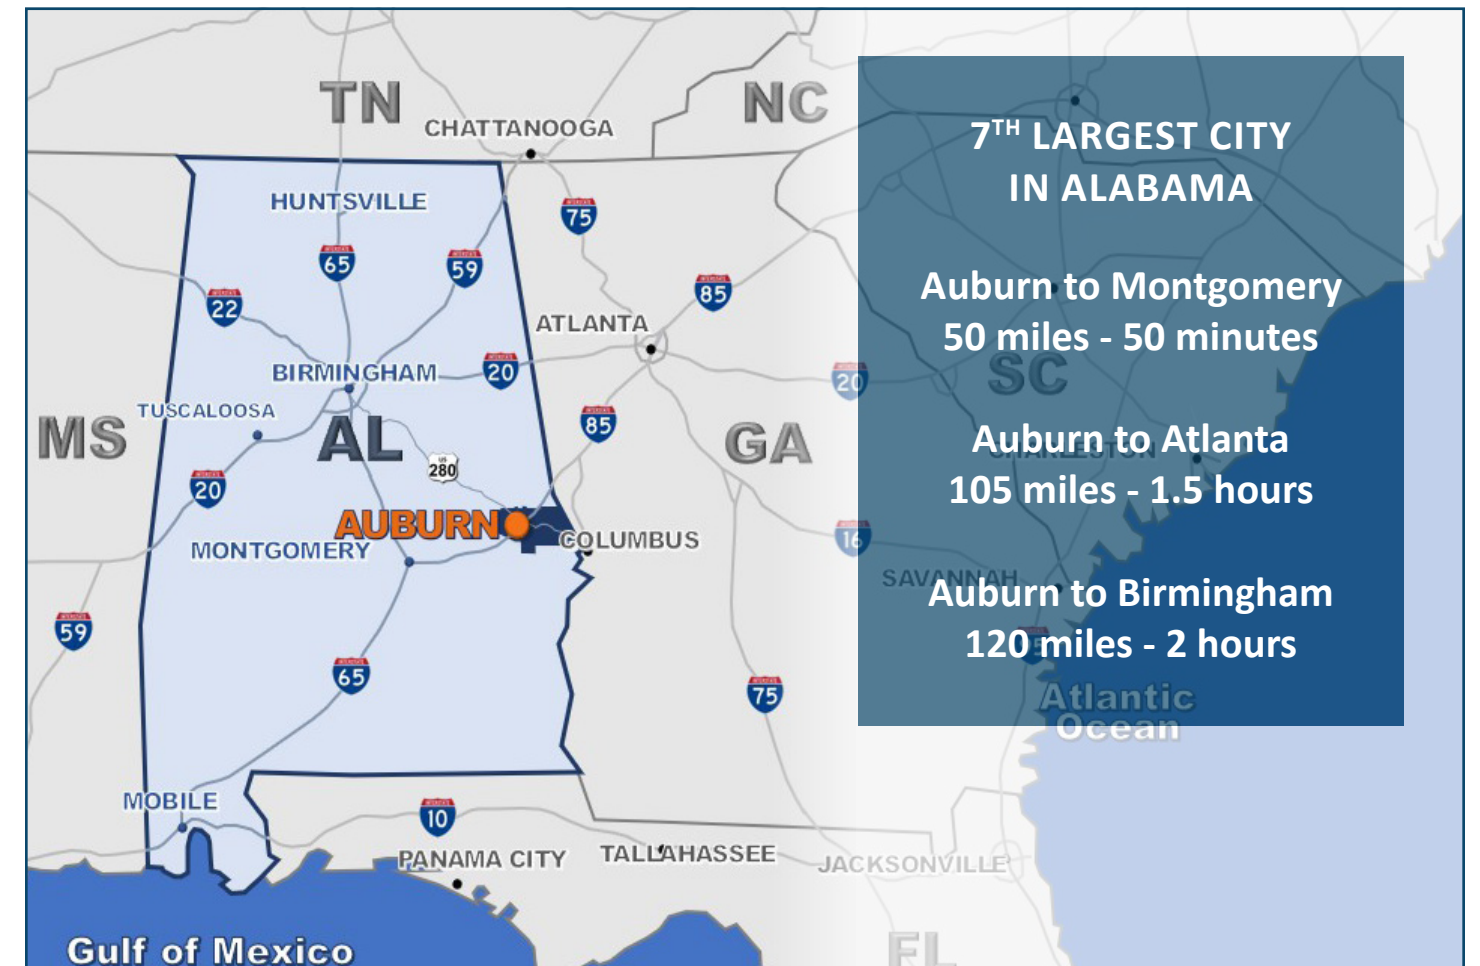 TN
NC
CHATTANOOGA
7TH LARGEST CITY
IN ALABAMA
HUNTSVILLE
75
65
59
85
22
Auburn to Montgomery
50 miles - 50 minutes
ATLANTA
BIRMINGHAM
20
20
SC
TUSCALOOSA
MS
AL
85
GA
Auburn to Atlanta
CHARLESTON
280
20
105 miles - 1.5 hours
AUBURN
MONTGOMERY
COLUMBUS
16
SAVANNAH
Auburn to Birmingham
120 miles - 2 hours
59
65
75
Atlantic
Ocean
MOBILE
10
PANAMA CITY
TALLAHASSEE
JACKSONVILLE
Gulf of Mexico
FL